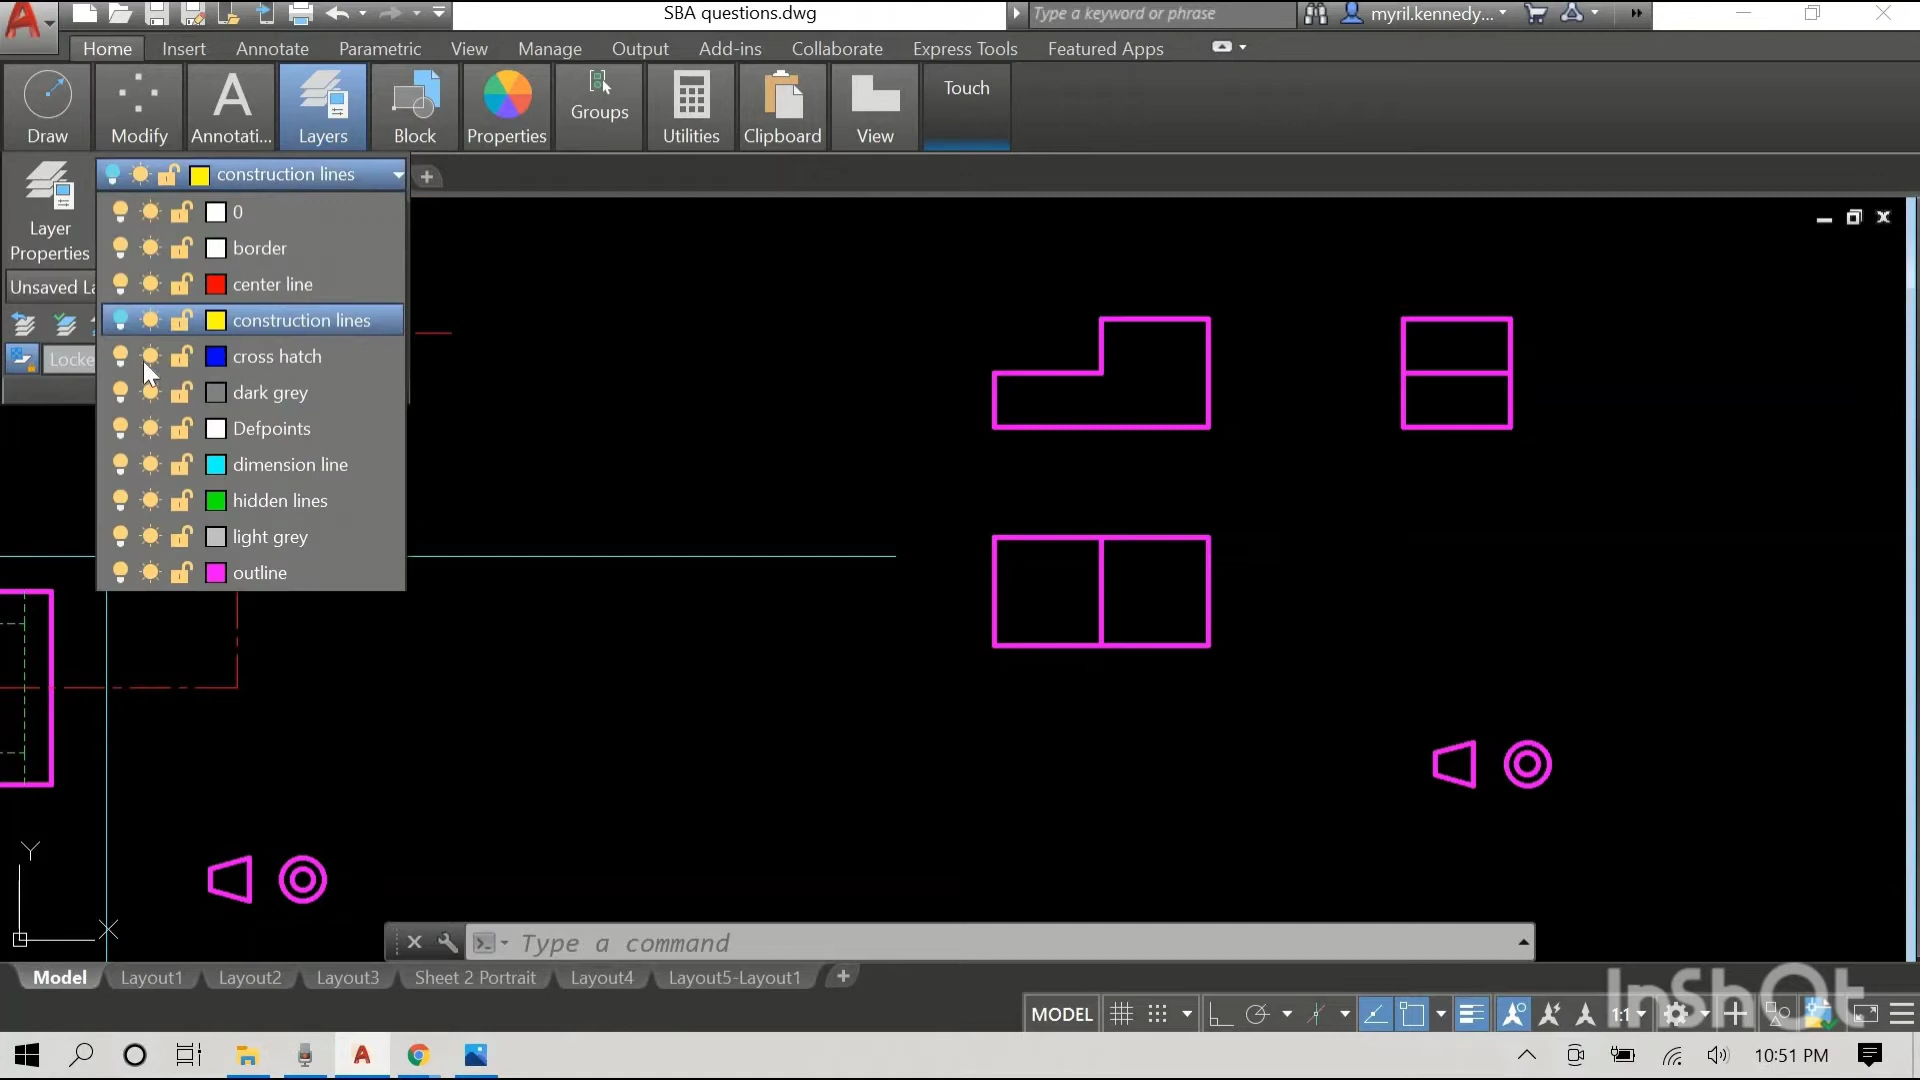 SBA questions.dwg
Type a keyword or phrase
myril.kennedy...
Home Insert Annotate Parametric View Manage Output Add-ins Collaborate Express Tools Featured Apps
Draw Modify Annotati... Layers Block Properties Groups Utilities Clipboard View Touch
Layer
Properties
Unsaved La
Locke
construction lines
0
border
center line
construction lines
cross hatch
dark grey
Defpoints
dimension line
hidden lines
light grey
outline
Y
X
Type a command
Model Layout1 Layout2 Layout3 Sheet 2 Portrait Layout4 Layout5-Layout1
MODEL 1:1
InShOt
10:51 PM